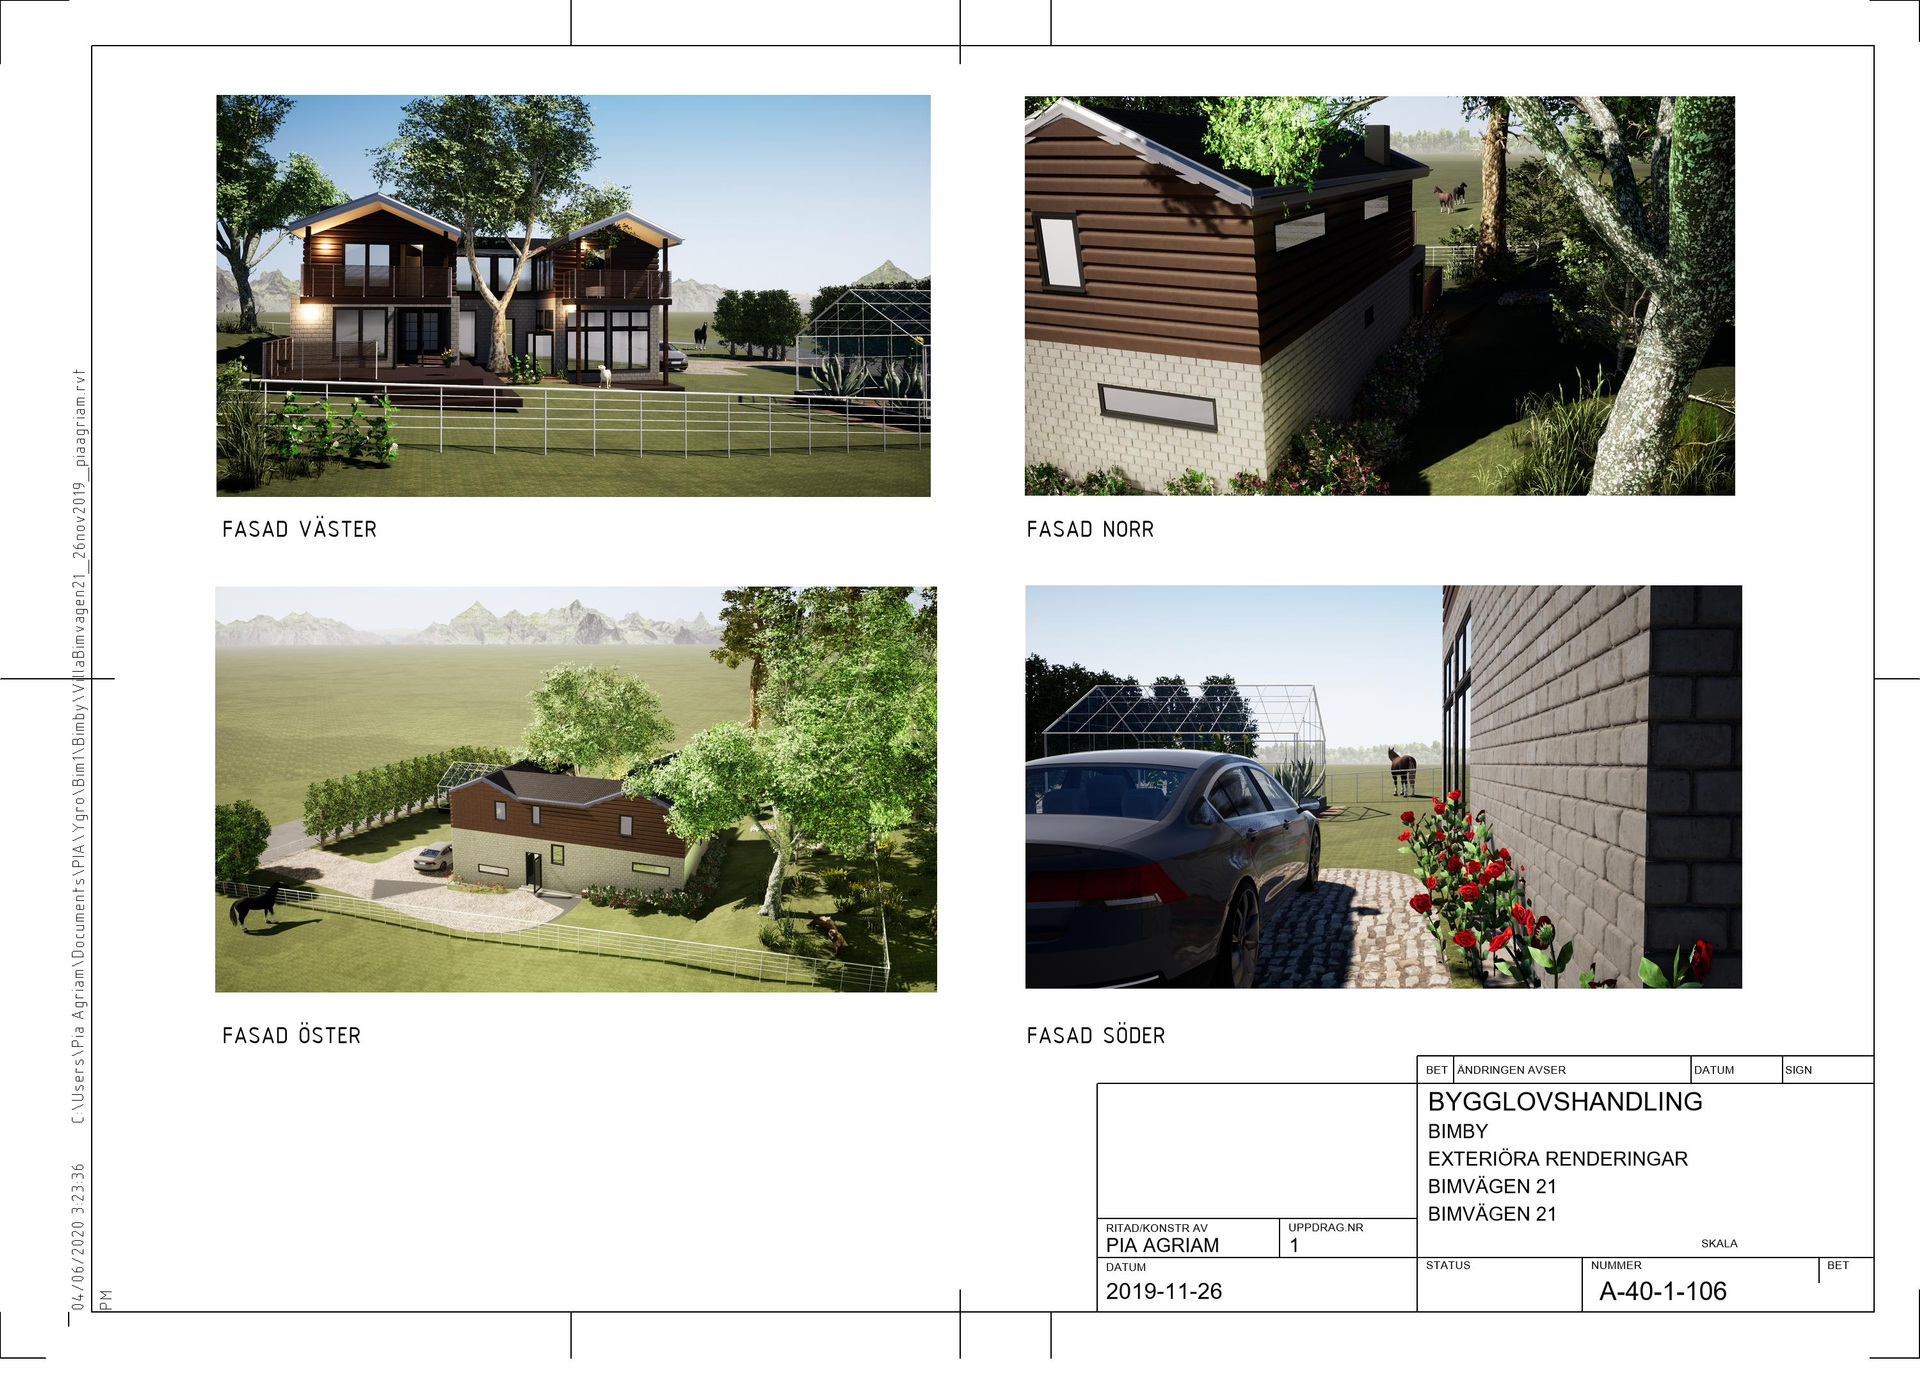 FASAD VÄSTER
FASAD NORR
FASAD ÖSTER
FASAD SÖDER
BET ÄNDRINGEN AVSER DATUM SIGN
BYGGLOVSHANDLING
BIMBY
EXTERIÖRA RENDERINGAR
BIMVÄGEN 21
BIMVÄGEN 21
SKALA
RITAD/KONSTR AV UPPDRAG.NR
PIA AGRIAM 1
DATUM
2019-11-26
STATUS NUMMER BET
A-40-1-106
04/06/2020 3:23:36 C:\Users\Pia Agriam\Documents\PIA\Ygro\Bim1\Bimby\VillaBimvagen21_26nov2019_piaagriam.rvt
PM